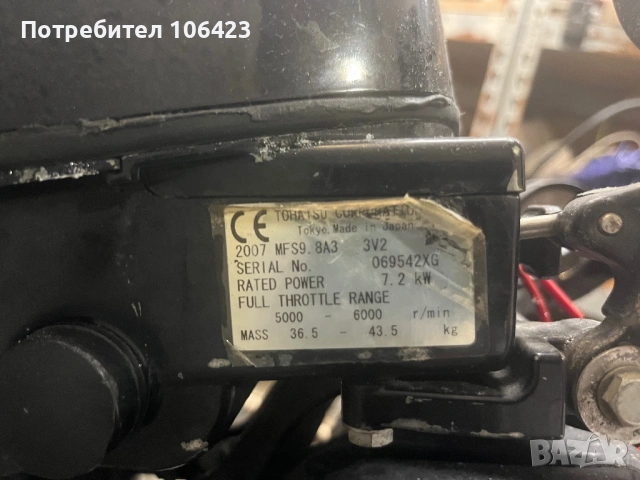 Потребител 106423
CE TOHATSU CORPORATION
Tokyo, Made in Japan
2007 MFS9.8A3 3V2
SERIAL No. 069542XG
RATED POWER 7.2 kW
FULL THROTTLE RANGE
5000 - 6000 r/min
MASS 36.5 - 43.5 kg
BAZAR